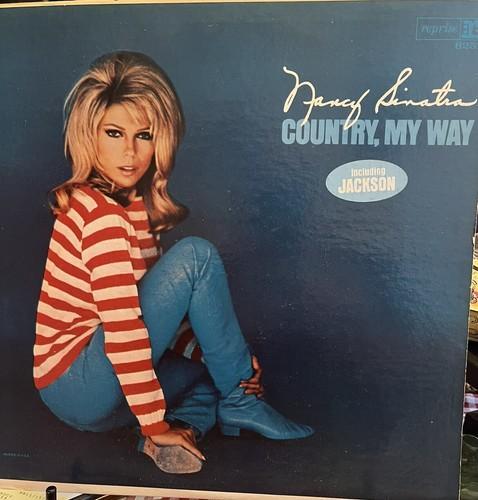 reprise
Nancy Sinatra
COUNTRY, MY WAY
including
JACKSON